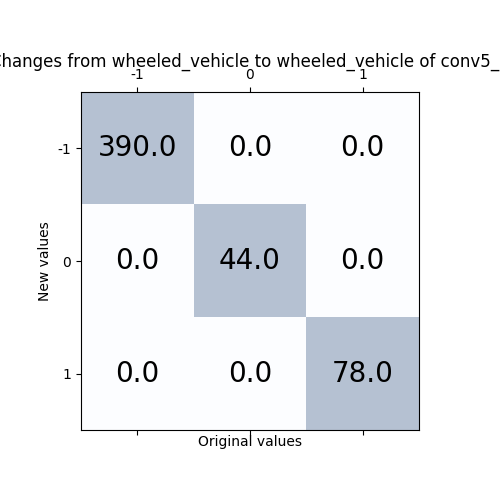 Changes from wheeled_vehicle to wheeled_vehicle of conv5_
-1 0 1
-1 390.0 0.0 0.0
New values
0 0.0 44.0 0.0
1 0.0 0.0 78.0
Original values